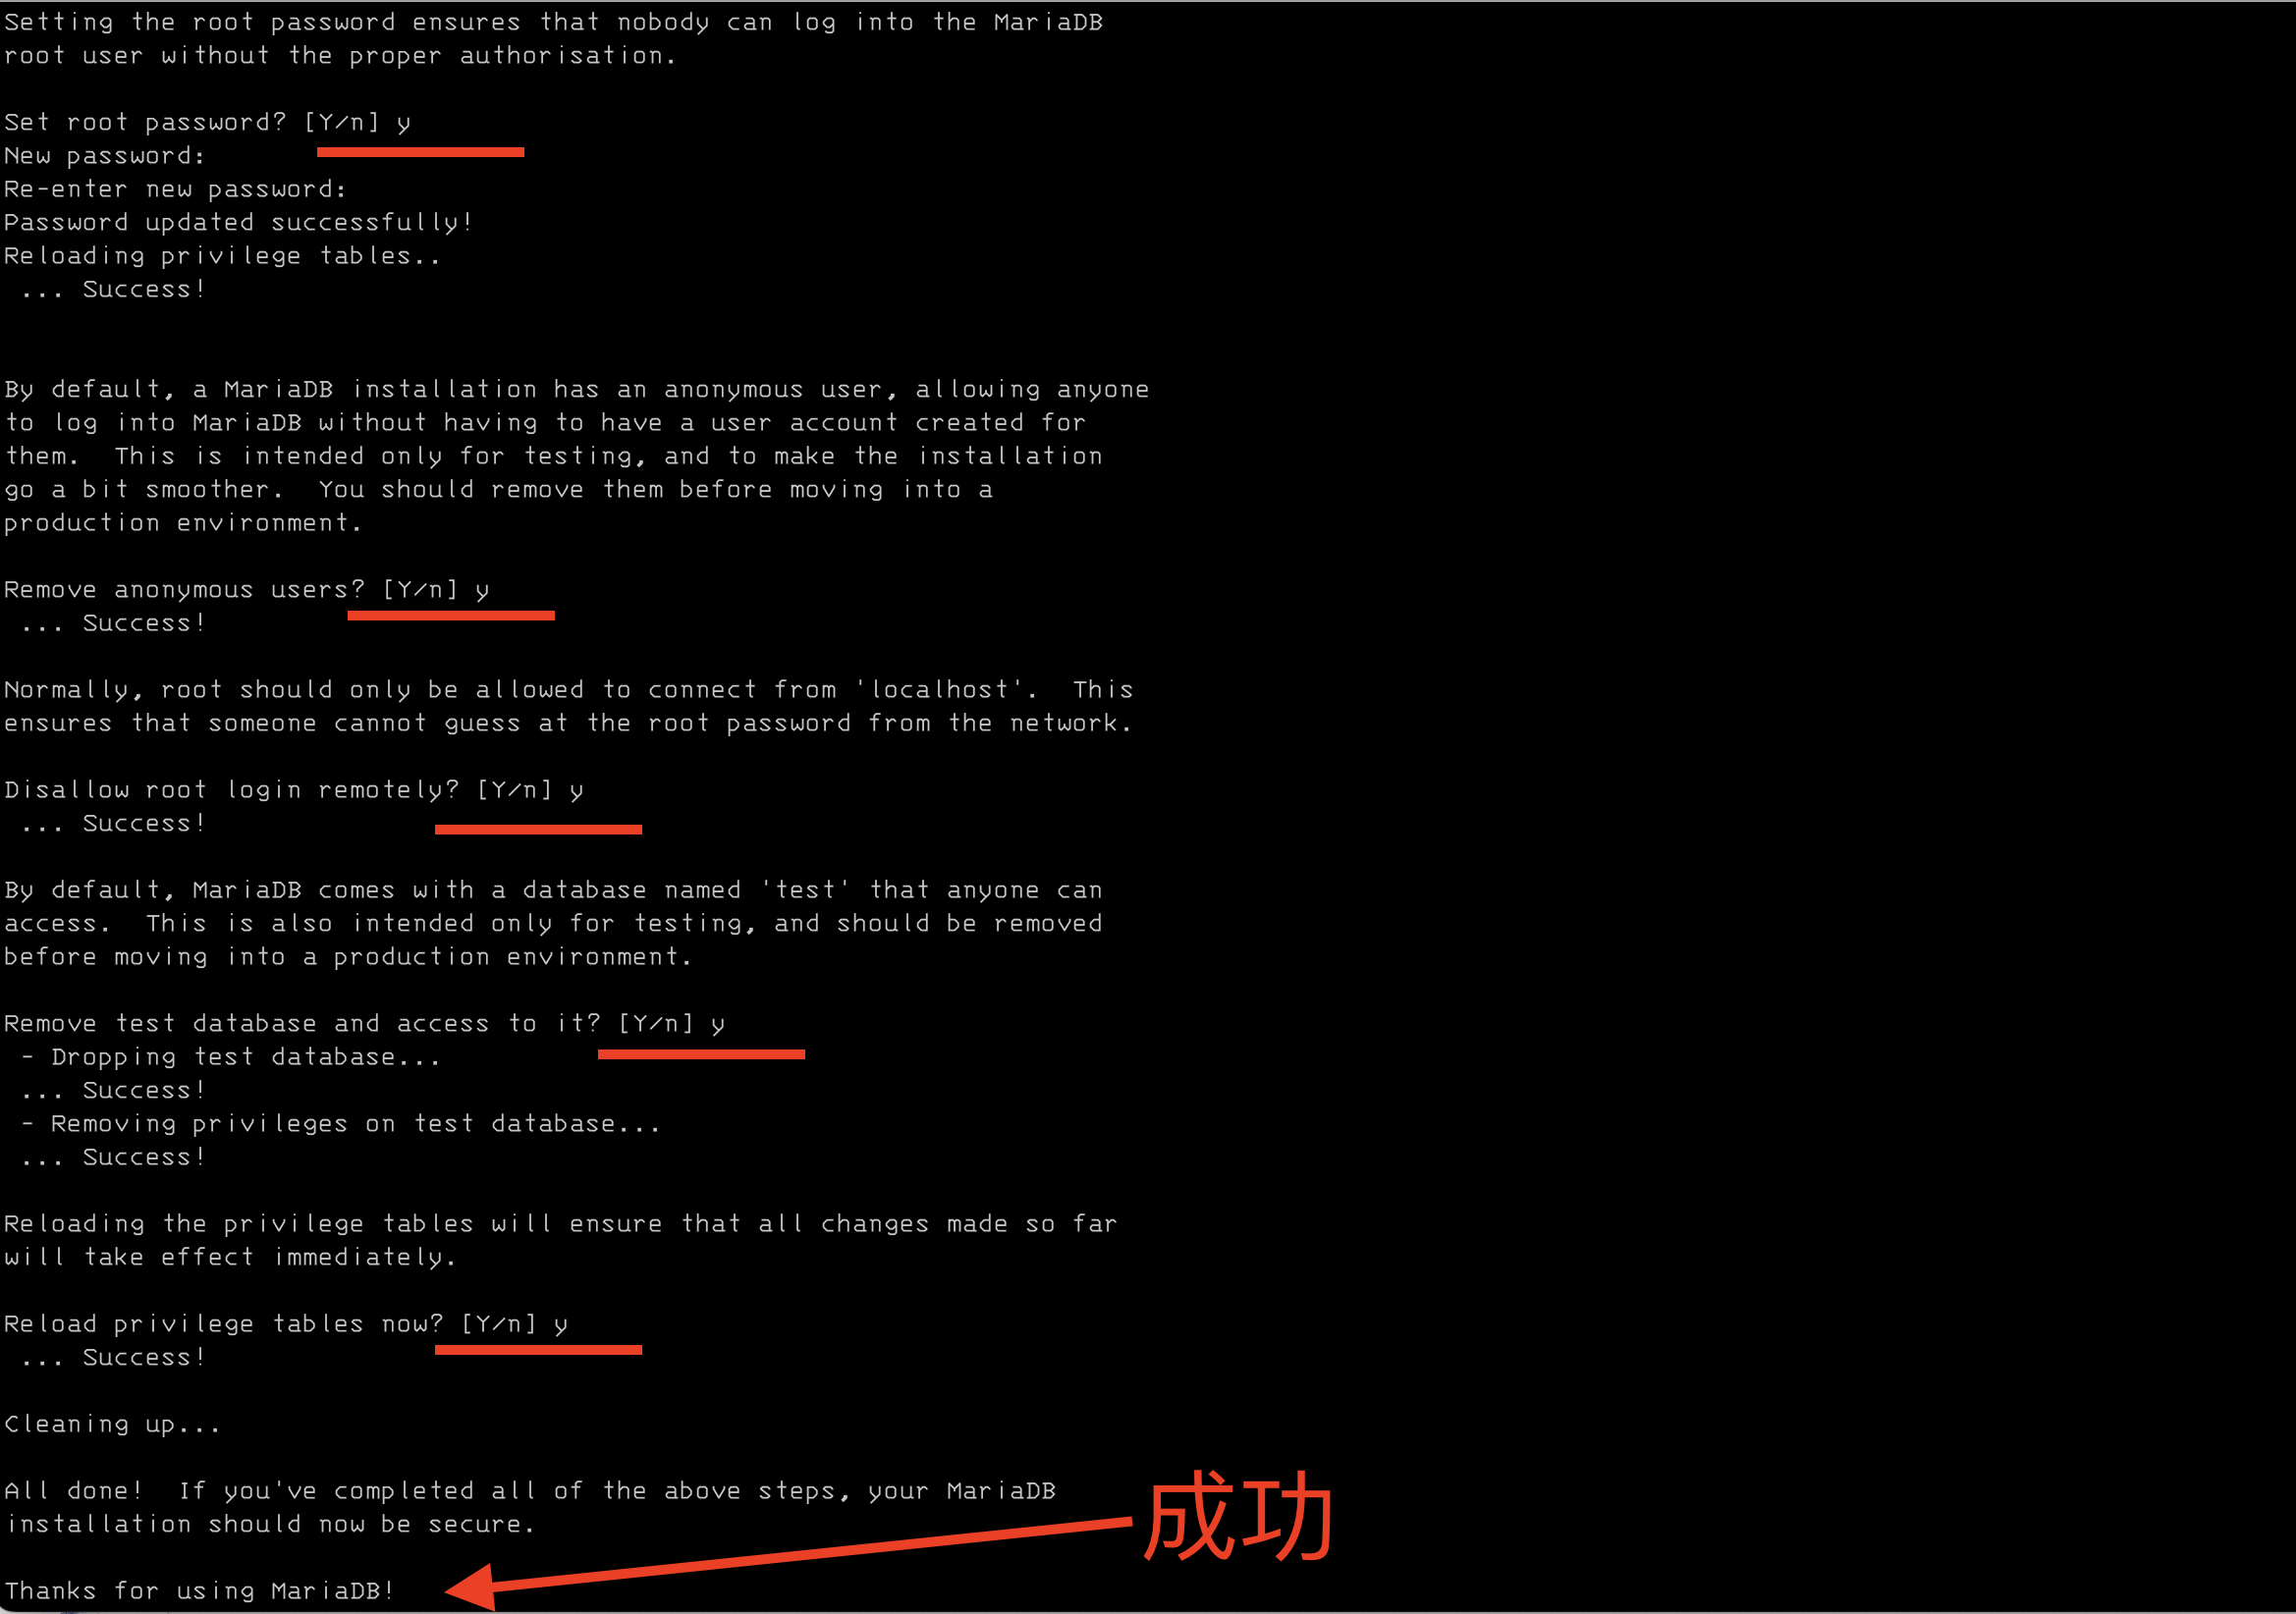 Setting the root password ensures that nobody can log into the MariaDB
root user without the proper authorisation.
Set root password? [Y/n] y
New password:
Re-enter new password:
Password updated successfully!
Reloading privilege tables..
... Success!
By default, a MariaDB installation has an anonymous user, allowing anyone
to log into MariaDB without having to have a user account created for
them.  This is intended only for testing, and to make the installation
go a bit smoother.  You should remove them before moving into a
production environment.
Remove anonymous users? [Y/n] y
... Success!
Normally, root should only be allowed to connect from 'localhost'.  This
ensures that someone cannot guess at the root password from the network.
Disallow root login remotely? [Y/n] y
... Success!
By default, MariaDB comes with a database named 'test' that anyone can
access.  This is also intended only for testing, and should be removed
before moving into a production environment.
Remove test database and access to it? [Y/n] y
- Dropping test database...
... Success!
- Removing privileges on test database...
... Success!
Reloading the privilege tables will ensure that all changes made so far
will take effect immediately.
Reload privilege tables now? [Y/n] y
... Success!
Cleaning up...
All done!  If you've completed all of the above steps, your MariaDB
installation should now be secure.
成功
Thanks for using MariaDB!